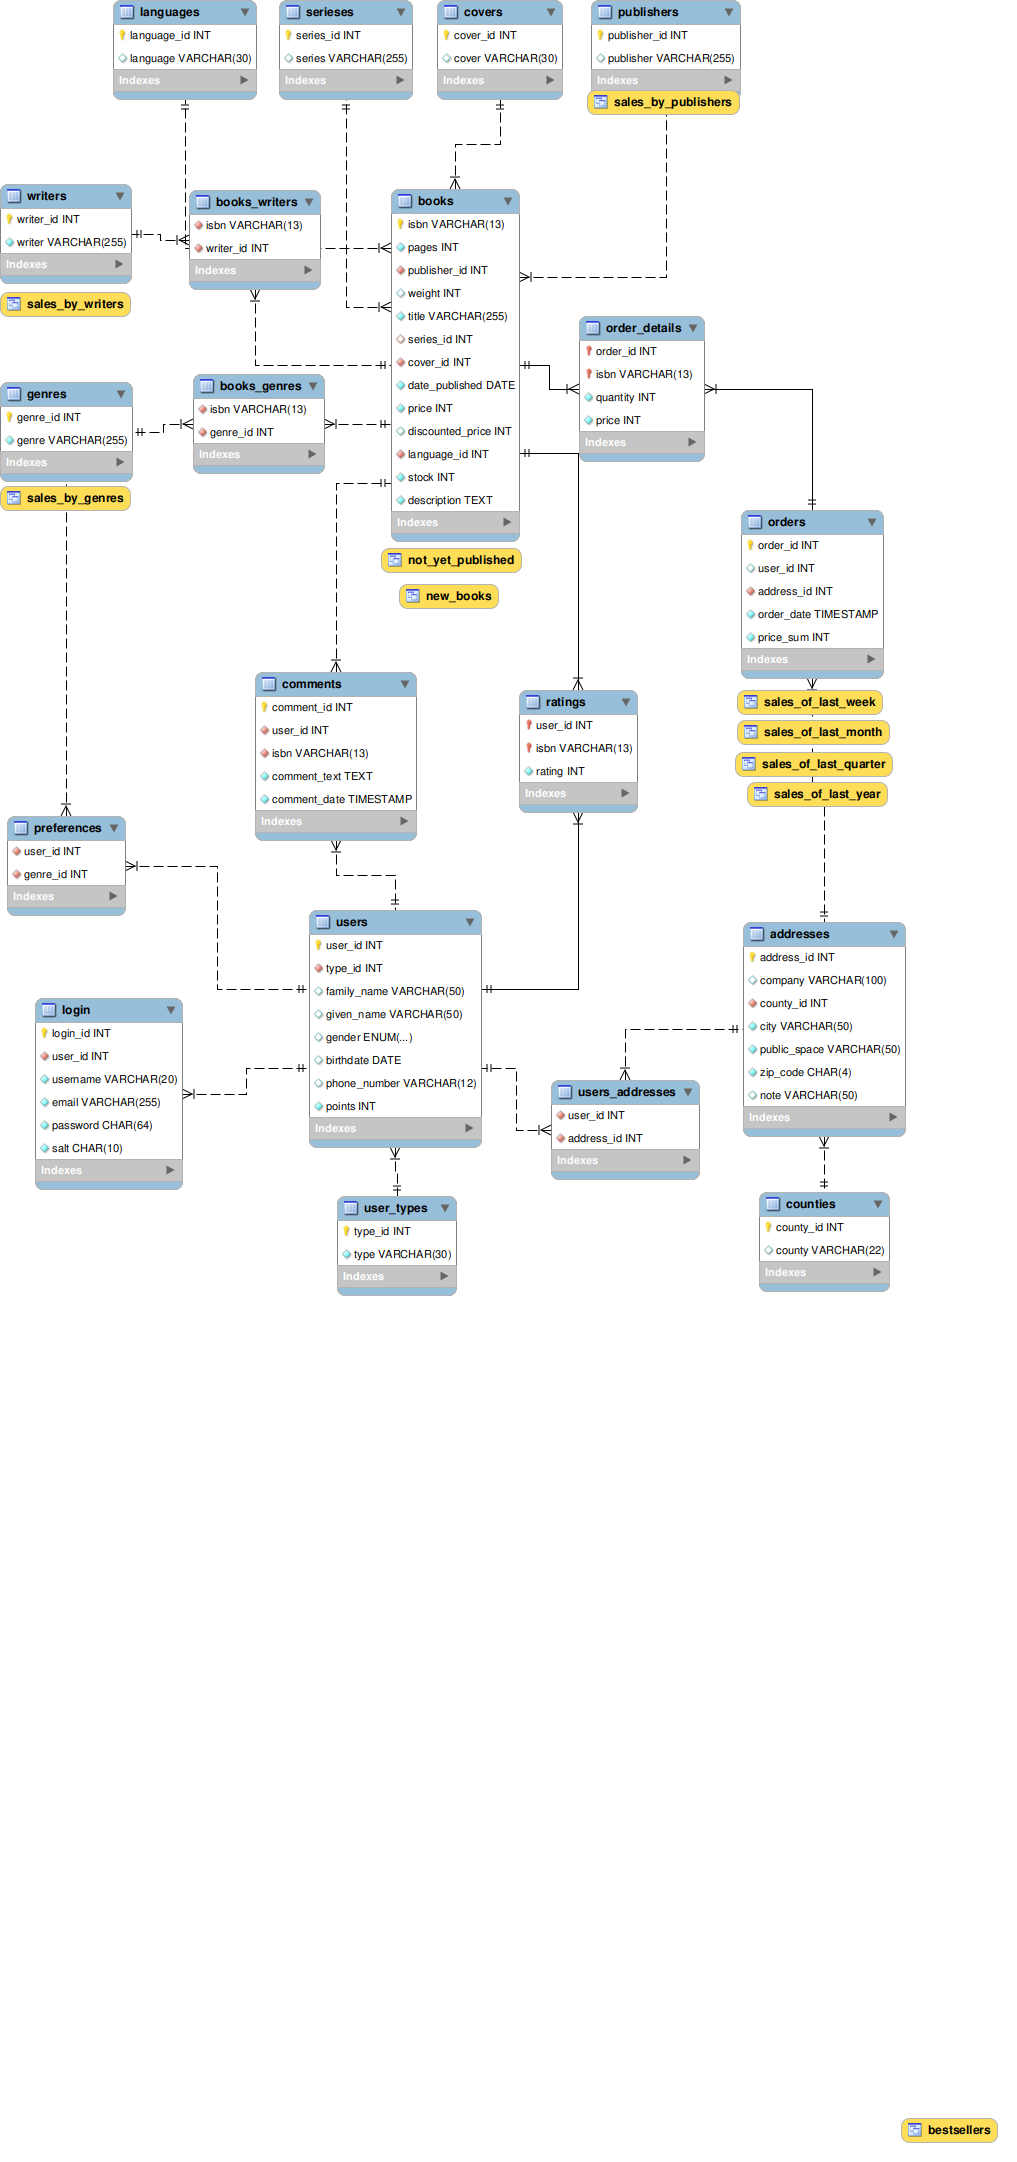 languages
language_id INT
language VARCHAR(30)
Indexes
serieses
series_id INT
series VARCHAR(255)
Indexes
covers
cover_id INT
cover VARCHAR(30)
Indexes
publishers
publisher_id INT
publisher VARCHAR(255)
Indexes
sales_by_publishers
writers
writer_id INT
writer VARCHAR(255)
Indexes
sales_by_writers
books_writers
isbn VARCHAR(13)
writer_id INT
Indexes
books
isbn VARCHAR(13)
pages INT
publisher_id INT
weight INT
title VARCHAR(255)
series_id INT
cover_id INT
date_published DATE
price INT
discounted_price INT
language_id INT
stock INT
description TEXT
Indexes
not_yet_published
new_books
order_details
order_id INT
isbn VARCHAR(13)
quantity INT
price INT
Indexes
genres
genre_id INT
genre VARCHAR(255)
Indexes
sales_by_genres
books_genres
isbn VARCHAR(13)
genre_id INT
Indexes
orders
order_id INT
user_id INT
address_id INT
order_date TIMESTAMP
price_sum INT
Indexes
sales_of_last_week
sales_of_last_month
sales_of_last_quarter
sales_of_last_year
comments
comment_id INT
user_id INT
isbn VARCHAR(13)
comment_text TEXT
comment_date TIMESTAMP
Indexes
ratings
user_id INT
isbn VARCHAR(13)
rating INT
Indexes
preferences
user_id INT
genre_id INT
Indexes
users
user_id INT
type_id INT
family_name VARCHAR(50)
given_name VARCHAR(50)
gender ENUM(...)
birthdate DATE
phone_number VARCHAR(12)
points INT
Indexes
addresses
address_id INT
company VARCHAR(100)
county_id INT
city VARCHAR(50)
public_space VARCHAR(50)
zip_code CHAR(4)
note VARCHAR(50)
Indexes
login
login_id INT
user_id INT
username VARCHAR(20)
email VARCHAR(255)
password CHAR(64)
salt CHAR(10)
Indexes
users_addresses
user_id INT
address_id INT
Indexes
user_types
type_id INT
type VARCHAR(30)
Indexes
counties
county_id INT
county VARCHAR(22)
Indexes
bestsellers